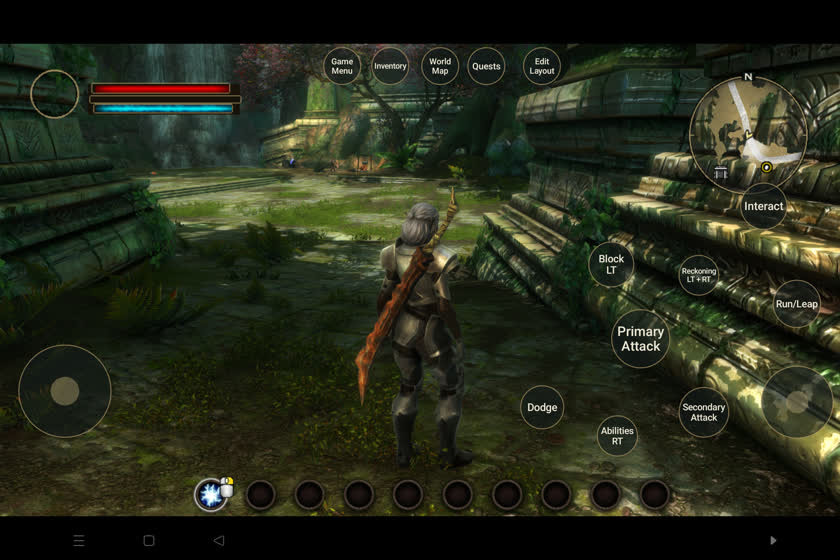 Game
Menu
Inventory
World
Map
Quests
Edit
Layout
N
Interact
Block
LT
Reckoning
LT + RT
Run/Leap
Primary
Attack
Dodge
Secondary
Attack
Abilities
RT